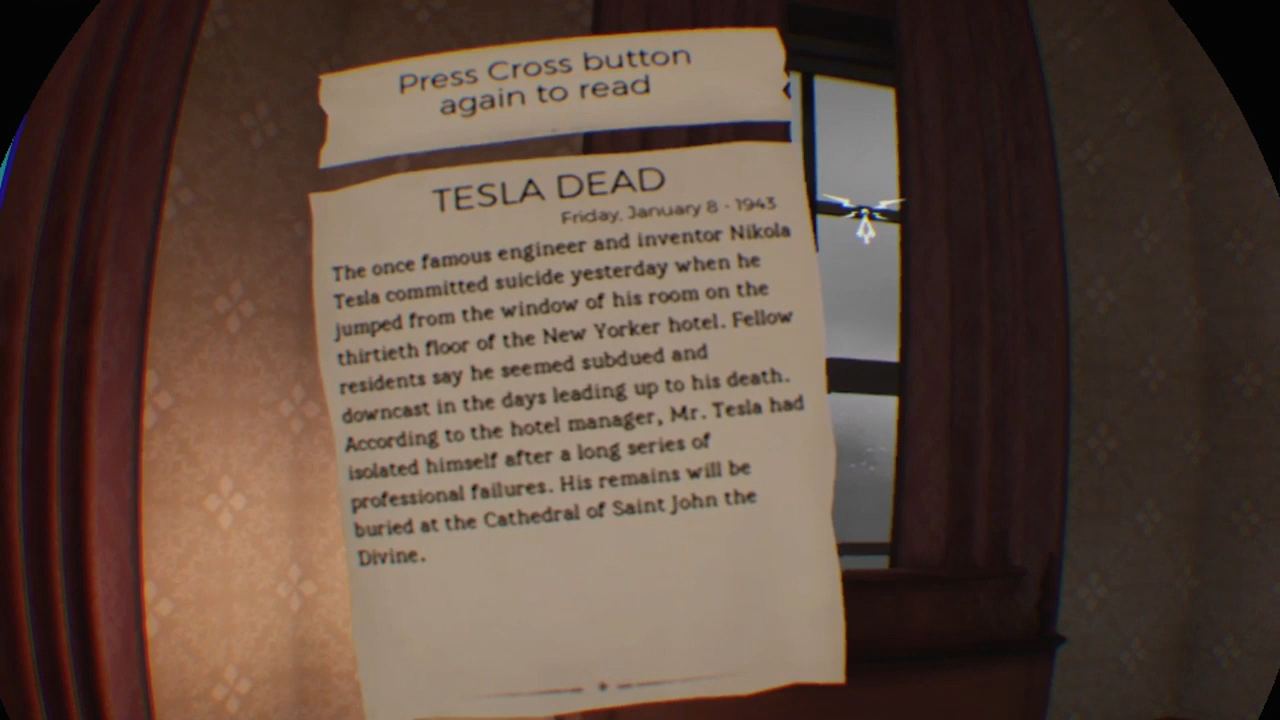 Press Cross button
again to read
TESLA DEAD
Friday, January 8 - 1943
The once famous engineer and inventor Nikola
Tesla committed suicide yesterday when he
jumped from the window of his room on the
thirtieth floor of the New Yorker hotel. Fellow
residents say he seemed subdued and
downcast in the days leading up to his death.
According to the hotel manager, Mr. Tesla had
isolated himself after a long series of
professional failures. His remains will be
buried at the Cathedral of Saint John the
Divine.